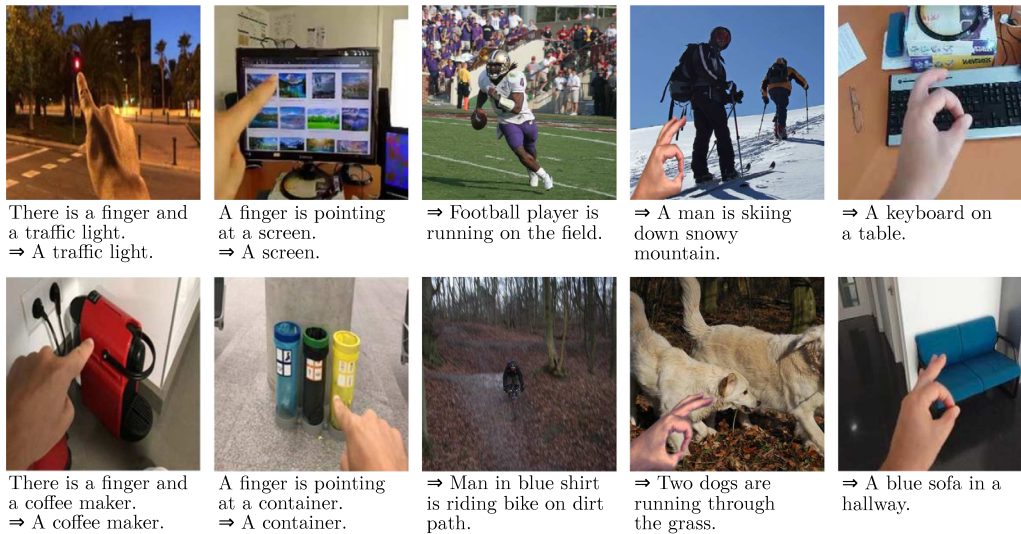 There is a finger and
a traffic light.
⇒ A traffic light.
A finger is pointing
at a screen.
⇒ A screen.
⇒ Football player is
running on the field.
⇒ A man is skiing
down snowy
mountain.
⇒ A keyboard on
a table.
There is a finger and
a coffee maker.
⇒ A coffee maker.
A finger is pointing
at a container.
⇒ A container.
⇒ Man in blue shirt
is riding bike on dirt
path.
⇒ Two dogs are
running through
the grass.
⇒ A blue sofa in a
hallway.